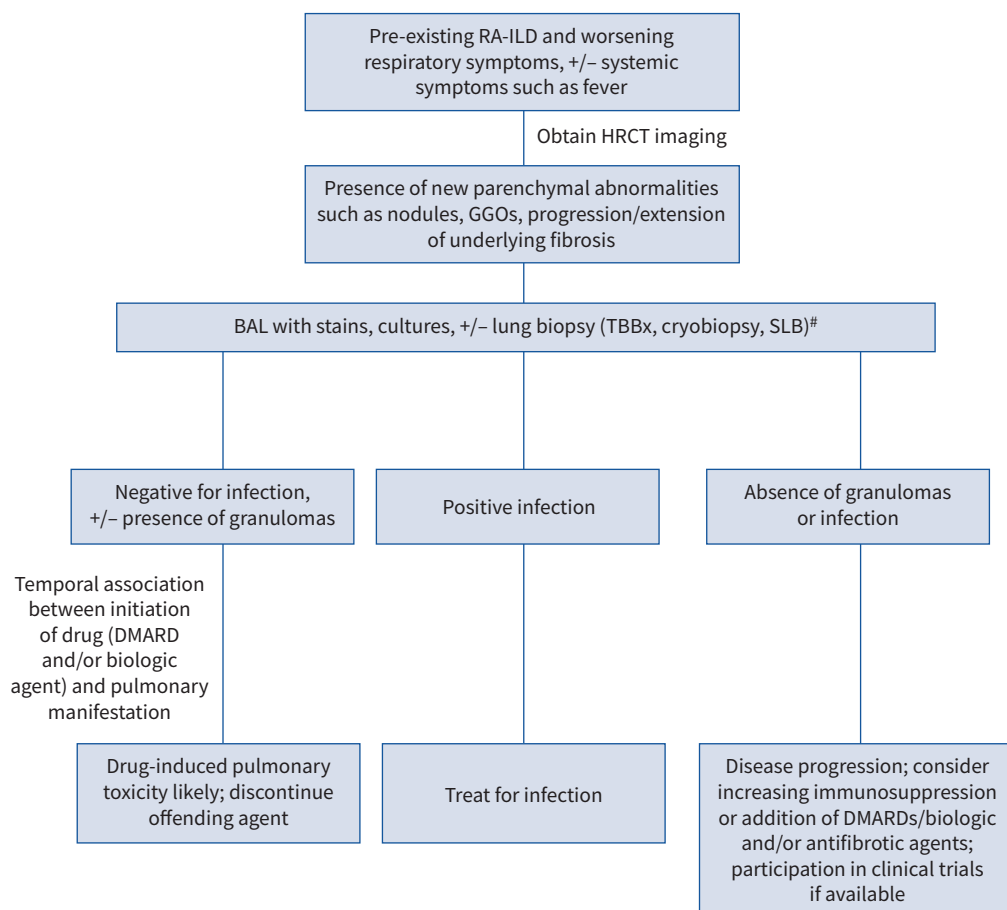 Pre-existing RA-ILD and worsening
respiratory symptoms, +/– systemic
symptoms such as fever
Obtain HRCT imaging
Presence of new parenchymal abnormalities
such as nodules, GGOs, progression/extension
of underlying fibrosis
BAL with stains, cultures, +/– lung biopsy (TBBx, cryobiopsy, SLB)#
Negative for infection,
+/– presence of granulomas
Positive infection
Absence of granulomas
or infection
Temporal association
between initiation
of drug (DMARD
and/or biologic
agent) and pulmonary
manifestation
Drug-induced pulmonary
toxicity likely; discontinue
offending agent
Treat for infection
Disease progression; consider
increasing immunosuppression
or addition of DMARDs/biologic
and/or antifibrotic agents;
participation in clinical trials
if available